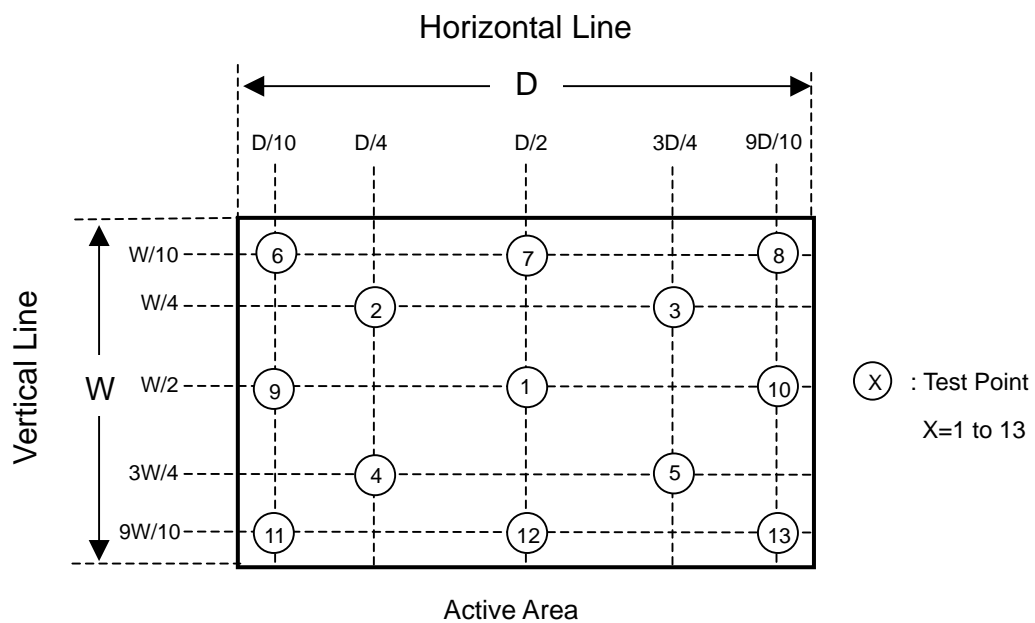 Horizontal Line
D
D/10 D/4 D/2 3D/4 9D/10
Vertical Line
W
W/10
W/4
W/2
3W/4
9W/10
6 7 8
2 3
9 1 10
4 5
11 12 13
X : Test Point
X=1 to 13
Active Area